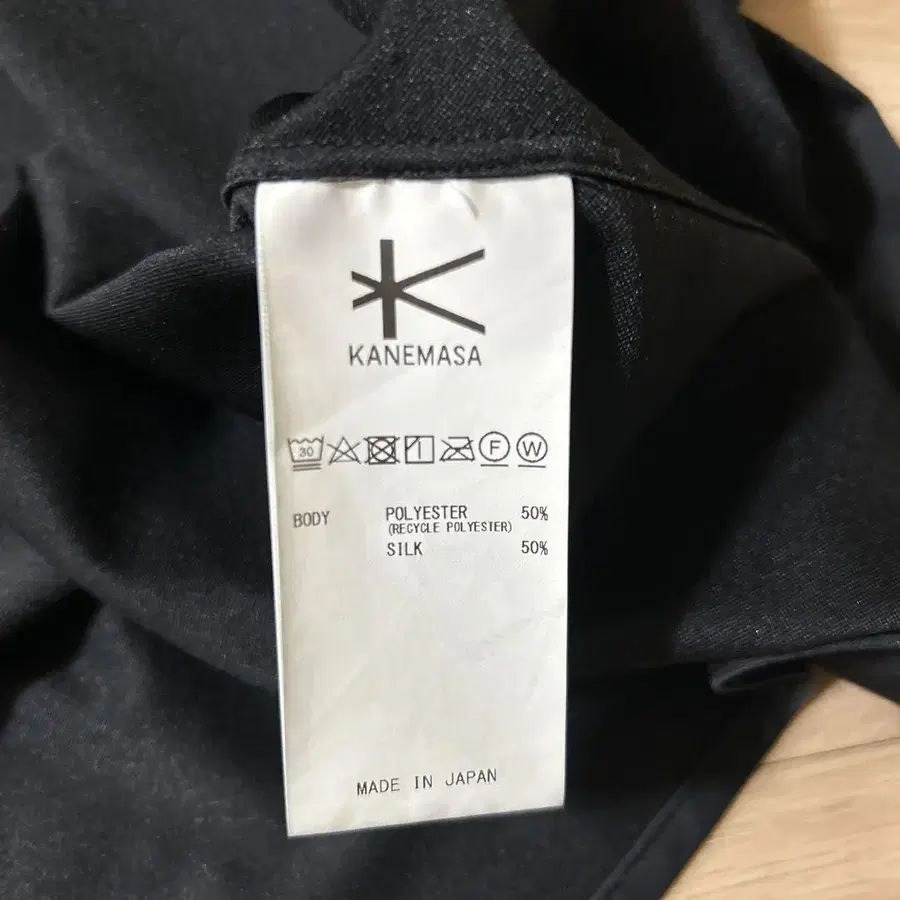 KANEMASA
30 F W
BODY POLYESTER 50%
(RECYCLE POLYESTER)
SILK 50%
MADE IN JAPAN